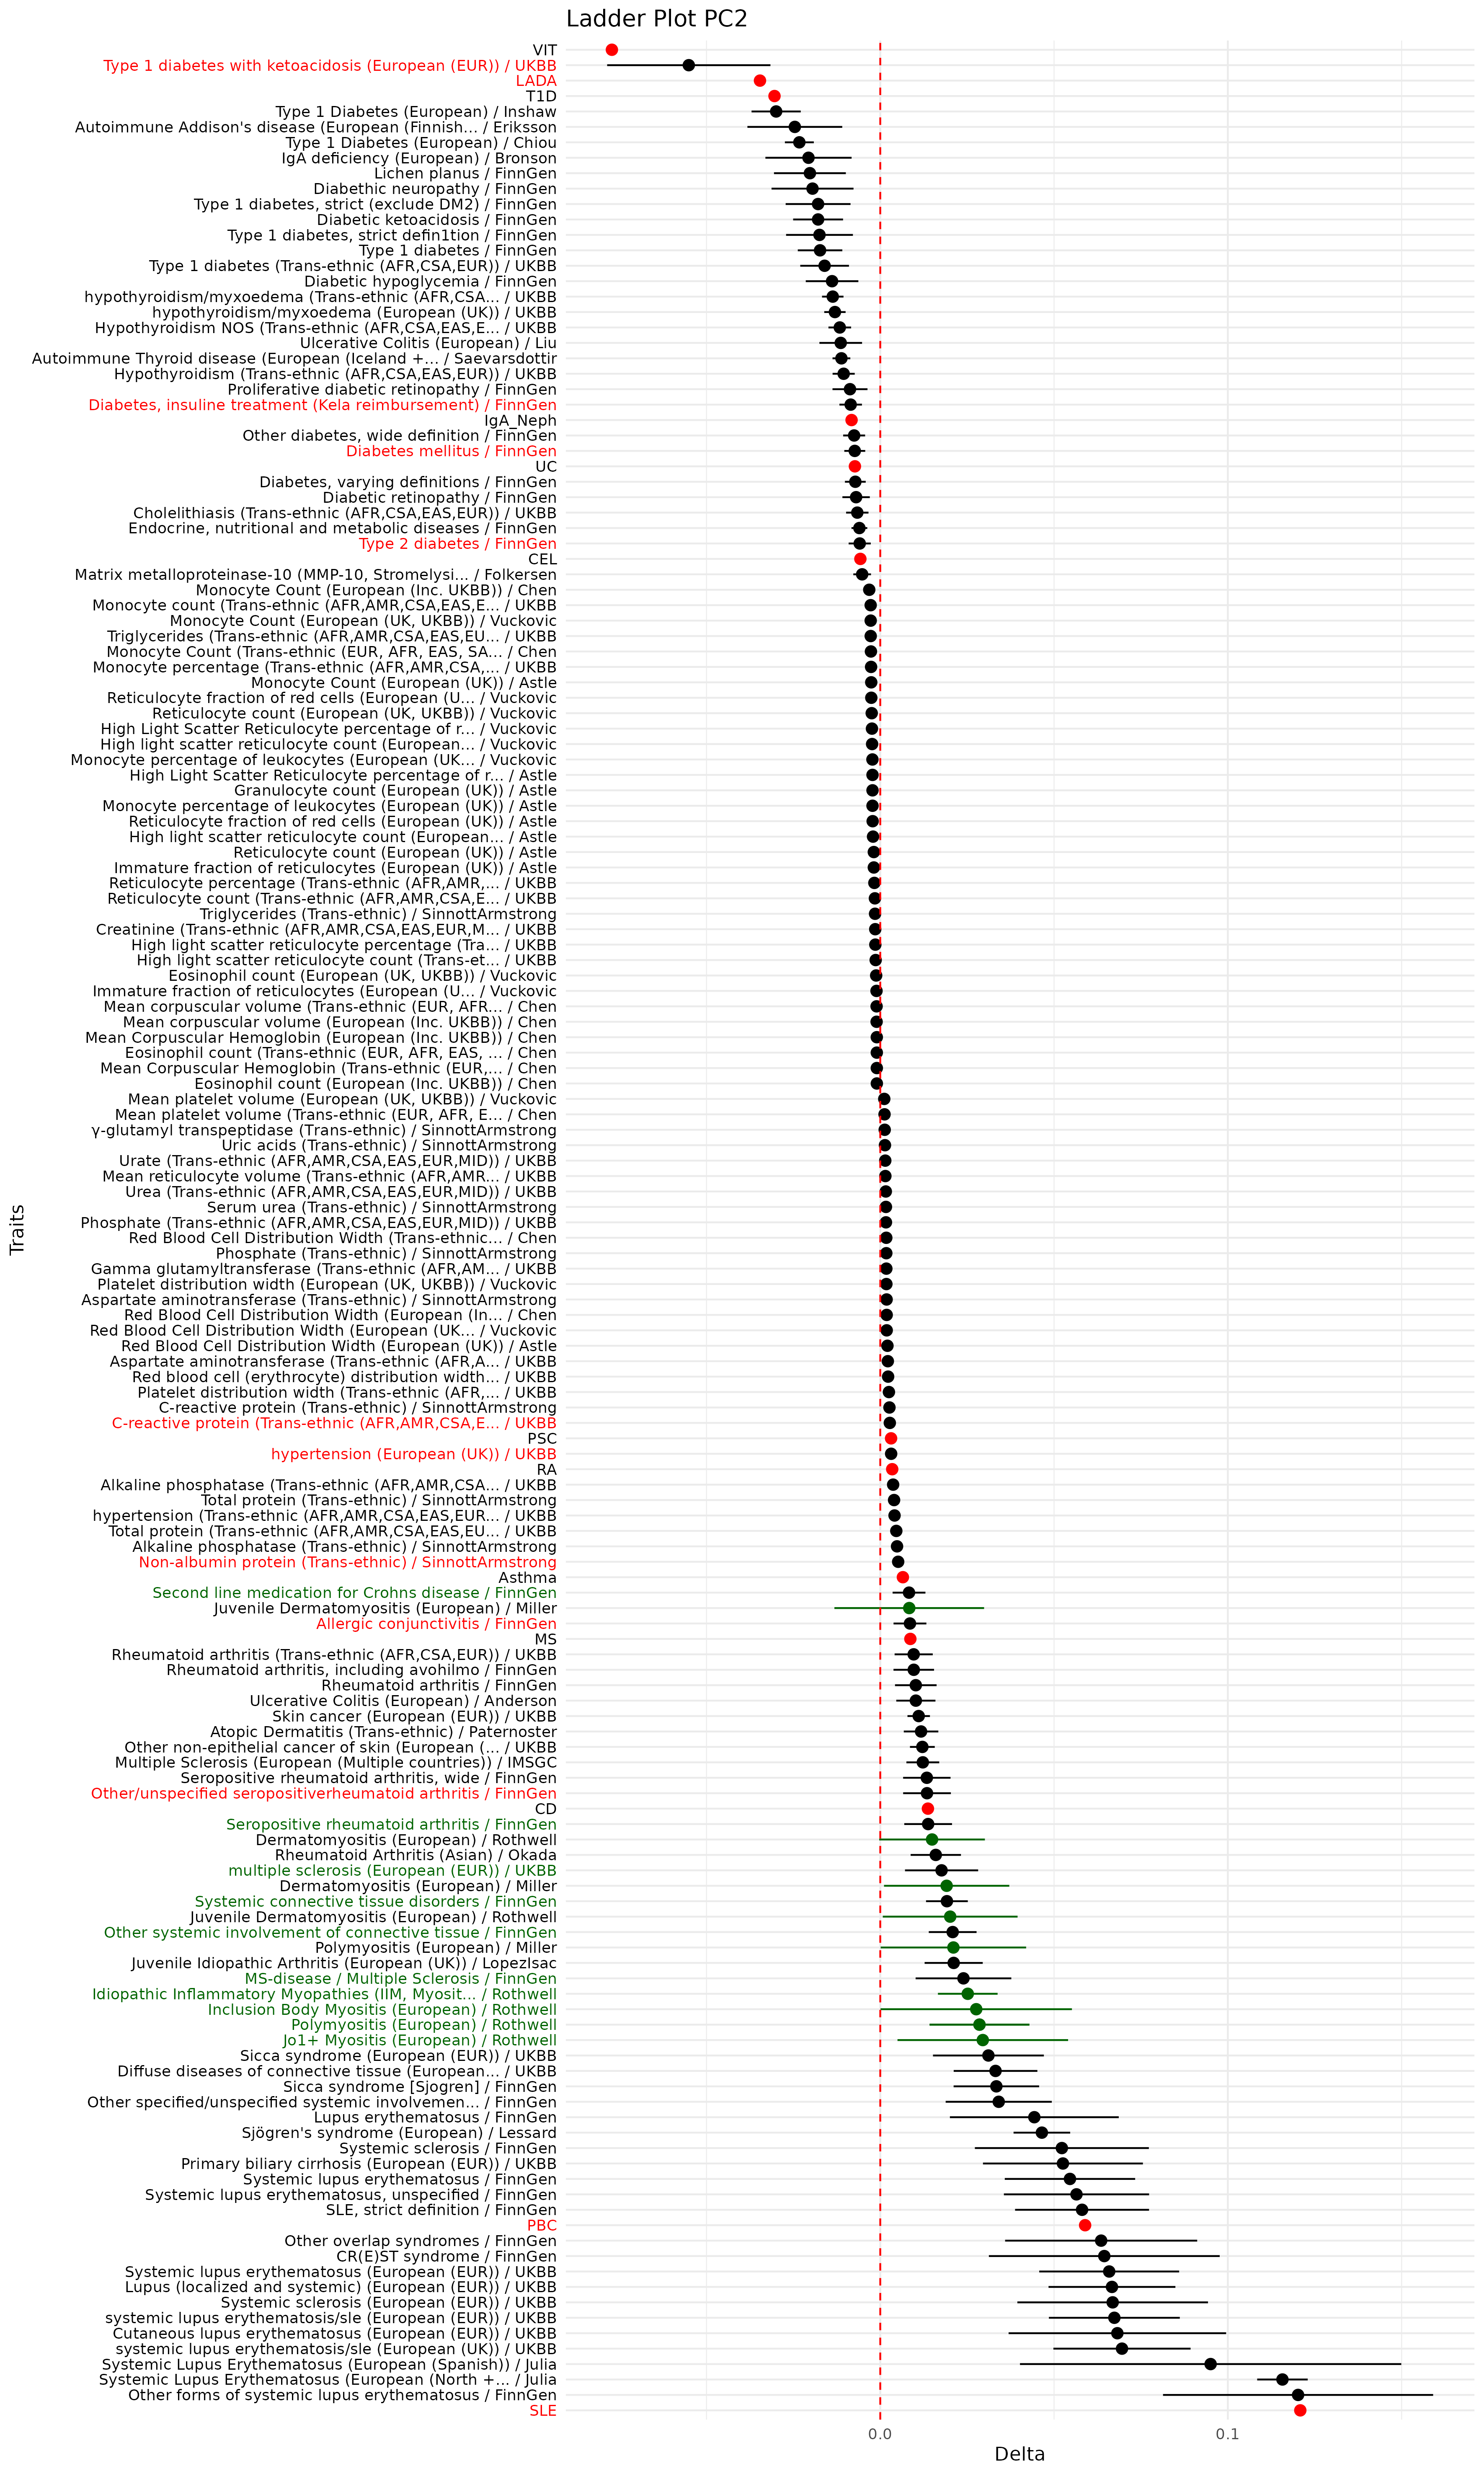 Ladder Plot PC2
VIT
Type 1 diabetes with ketoacidosis (European (EUR)) / UKBB
LADA
T1D
Type 1 Diabetes (European) / Inshaw
Autoimmune Addison's disease (European (Finnish... / Eriksson
Type 1 Diabetes (European) / Chiou
IgA deficiency (European) / Bronson
Lichen planus / FinnGen
Diabethic neuropathy / FinnGen
Type 1 diabetes, strict (exclude DM2) / FinnGen
Diabetic ketoacidosis / FinnGen
Type 1 diabetes, strict defin1tion / FinnGen
Type 1 diabetes / FinnGen
Type 1 diabetes (Trans-ethnic (AFR,CSA,EUR)) / UKBB
Diabetic hypoglycemia / FinnGen
hypothyroidism/myxoedema (Trans-ethnic (AFR,CSA... / UKBB
hypothyroidism/myxoedema (European (UK)) / UKBB
Hypothyroidism NOS (Trans-ethnic (AFR,CSA,EAS,E... / UKBB
Ulcerative Colitis (European) / Liu
Autoimmune Thyroid disease (European (Iceland +... / Saevarsdottir
Hypothyroidism (Trans-ethnic (AFR,CSA,EAS,EUR)) / UKBB
Proliferative diabetic retinopathy / FinnGen
Diabetes, insuline treatment (Kela reimbursement) / FinnGen
IgA_Neph
Other diabetes, wide definition / FinnGen
Diabetes mellitus / FinnGen
UC
Diabetes, varying definitions / FinnGen
Diabetic retinopathy / FinnGen
Cholelithiasis (Trans-ethnic (AFR,CSA,EAS,EUR)) / UKBB
Endocrine, nutritional and metabolic diseases / FinnGen
Type 2 diabetes / FinnGen
CEL
Matrix metalloproteinase-10 (MMP-10, Stromelysi... / Folkersen
Monocyte Count (European (Inc. UKBB)) / Chen
Monocyte count (Trans-ethnic (AFR,AMR,CSA,EAS,E... / UKBB
Monocyte Count (European (UK, UKBB)) / Vuckovic
Triglycerides (Trans-ethnic (AFR,AMR,CSA,EAS,EU... / UKBB
Monocyte Count (Trans-ethnic (EUR, AFR, EAS, SA... / Chen
Monocyte percentage (Trans-ethnic (AFR,AMR,CSA,... / UKBB
Monocyte Count (European (UK)) / Astle
Reticulocyte fraction of red cells (European (U... / Vuckovic
Reticulocyte count (European (UK, UKBB)) / Vuckovic
High Light Scatter Reticulocyte percentage of r... / Vuckovic
High light scatter reticulocyte count (European... / Vuckovic
Monocyte percentage of leukocytes (European (UK... / Vuckovic
High Light Scatter Reticulocyte percentage of r... / Astle
Granulocyte count (European (UK)) / Astle
Monocyte percentage of leukocytes (European (UK)) / Astle
Reticulocyte fraction of red cells (European (UK)) / Astle
High light scatter reticulocyte count (European... / Astle
Reticulocyte count (European (UK)) / Astle
Immature fraction of reticulocytes (European (UK)) / Astle
Reticulocyte percentage (Trans-ethnic (AFR,AMR,... / UKBB
Reticulocyte count (Trans-ethnic (AFR,AMR,CSA,E... / UKBB
Triglycerides (Trans-ethnic) / SinnottArmstrong
Creatinine (Trans-ethnic (AFR,AMR,CSA,EAS,EUR,M... / UKBB
High light scatter reticulocyte percentage (Tra... / UKBB
High light scatter reticulocyte count (Trans-et... / UKBB
Eosinophil count (European (UK, UKBB)) / Vuckovic
Immature fraction of reticulocytes (European (U... / Vuckovic
Mean corpuscular volume (Trans-ethnic (EUR, AFR... / Chen
Mean corpuscular volume (European (Inc. UKBB)) / Chen
Mean Corpuscular Hemoglobin (European (Inc. UKBB)) / Chen
Eosinophil count (Trans-ethnic (EUR, AFR, EAS, ... / Chen
Mean Corpuscular Hemoglobin (Trans-ethnic (EUR,... / Chen
Eosinophil count (European (Inc. UKBB)) / Chen
Mean platelet volume (European (UK, UKBB)) / Vuckovic
Mean platelet volume (Trans-ethnic (EUR, AFR, E... / Chen
γ-glutamyl transpeptidase (Trans-ethnic) / SinnottArmstrong
Uric acids (Trans-ethnic) / SinnottArmstrong
Urate (Trans-ethnic (AFR,AMR,CSA,EAS,EUR,MID)) / UKBB
Mean reticulocyte volume (Trans-ethnic (AFR,AMR... / UKBB
Urea (Trans-ethnic (AFR,AMR,CSA,EAS,EUR,MID)) / UKBB
Serum urea (Trans-ethnic) / SinnottArmstrong
Phosphate (Trans-ethnic (AFR,AMR,CSA,EAS,EUR,MID)) / UKBB
Red Blood Cell Distribution Width (Trans-ethnic... / Chen
Phosphate (Trans-ethnic) / SinnottArmstrong
Gamma glutamyltransferase (Trans-ethnic (AFR,AM... / UKBB
Platelet distribution width (European (UK, UKBB)) / Vuckovic
Aspartate aminotransferase (Trans-ethnic) / SinnottArmstrong
Red Blood Cell Distribution Width (European (In... / Chen
Red Blood Cell Distribution Width (European (UK... / Vuckovic
Red Blood Cell Distribution Width (European (UK)) / Astle
Aspartate aminotransferase (Trans-ethnic (AFR,A... / UKBB
Red blood cell (erythrocyte) distribution width... / UKBB
Platelet distribution width (Trans-ethnic (AFR,... / UKBB
C-reactive protein (Trans-ethnic) / SinnottArmstrong
C-reactive protein (Trans-ethnic (AFR,AMR,CSA,E... / UKBB
PSC
hypertension (European (UK)) / UKBB
RA
Alkaline phosphatase (Trans-ethnic (AFR,AMR,CSA... / UKBB
Total protein (Trans-ethnic) / SinnottArmstrong
hypertension (Trans-ethnic (AFR,AMR,CSA,EAS,EUR... / UKBB
Total protein (Trans-ethnic (AFR,AMR,CSA,EAS,EU... / UKBB
Alkaline phosphatase (Trans-ethnic) / SinnottArmstrong
Non-albumin protein (Trans-ethnic) / SinnottArmstrong
Asthma
Second line medication for Crohns disease / FinnGen
Juvenile Dermatomyositis (European) / Miller
Allergic conjunctivitis / FinnGen
MS
Rheumatoid arthritis (Trans-ethnic (AFR,CSA,EUR)) / UKBB
Rheumatoid arthritis, including avohilmo / FinnGen
Rheumatoid arthritis / FinnGen
Ulcerative Colitis (European) / Anderson
Skin cancer (European (EUR)) / UKBB
Atopic Dermatitis (Trans-ethnic) / Paternoster
Other non-epithelial cancer of skin (European (... / UKBB
Multiple Sclerosis (European (Multiple countries)) / IMSGC
Seropositive rheumatoid arthritis, wide / FinnGen
Other/unspecified seropositiverheumatoid arthritis / FinnGen
CD
Seropositive rheumatoid arthritis / FinnGen
Dermatomyositis (European) / Rothwell
Rheumatoid Arthritis (Asian) / Okada
multiple sclerosis (European (EUR)) / UKBB
Dermatomyositis (European) / Miller
Systemic connective tissue disorders / FinnGen
Juvenile Dermatomyositis (European) / Rothwell
Other systemic involvement of connective tissue / FinnGen
Polymyositis (European) / Miller
Juvenile Idiopathic Arthritis (European (UK)) / LopezIsac
MS-disease / Multiple Sclerosis / FinnGen
Idiopathic Inflammatory Myopathies (IIM, Myosit... / Rothwell
Inclusion Body Myositis (European) / Rothwell
Polymyositis (European) / Rothwell
Jo1+ Myositis (European) / Rothwell
Sicca syndrome (European (EUR)) / UKBB
Diffuse diseases of connective tissue (European... / UKBB
Sicca syndrome [Sjogren] / FinnGen
Other specified/unspecified systemic involvemen... / FinnGen
Lupus erythematosus / FinnGen
Sjögren's syndrome (European) / Lessard
Systemic sclerosis / FinnGen
Primary biliary cirrhosis (European (EUR)) / UKBB
Systemic lupus erythematosus / FinnGen
Systemic lupus erythematosus, unspecified / FinnGen
SLE, strict definition / FinnGen
PBC
Other overlap syndromes / FinnGen
CR(E)ST syndrome / FinnGen
Systemic lupus erythematosus (European (EUR)) / UKBB
Lupus (localized and systemic) (European (EUR)) / UKBB
Systemic sclerosis (European (EUR)) / UKBB
systemic lupus erythematosis/sle (European (EUR)) / UKBB
Cutaneous lupus erythematosus (European (EUR)) / UKBB
systemic lupus erythematosis/sle (European (UK)) / UKBB
Systemic Lupus Erythematosus (European (Spanish)) / Julia
Systemic Lupus Erythematosus (European (North +... / Julia
Other forms of systemic lupus erythematosus / FinnGen
SLE
Traits
0.0
0.1
Delta